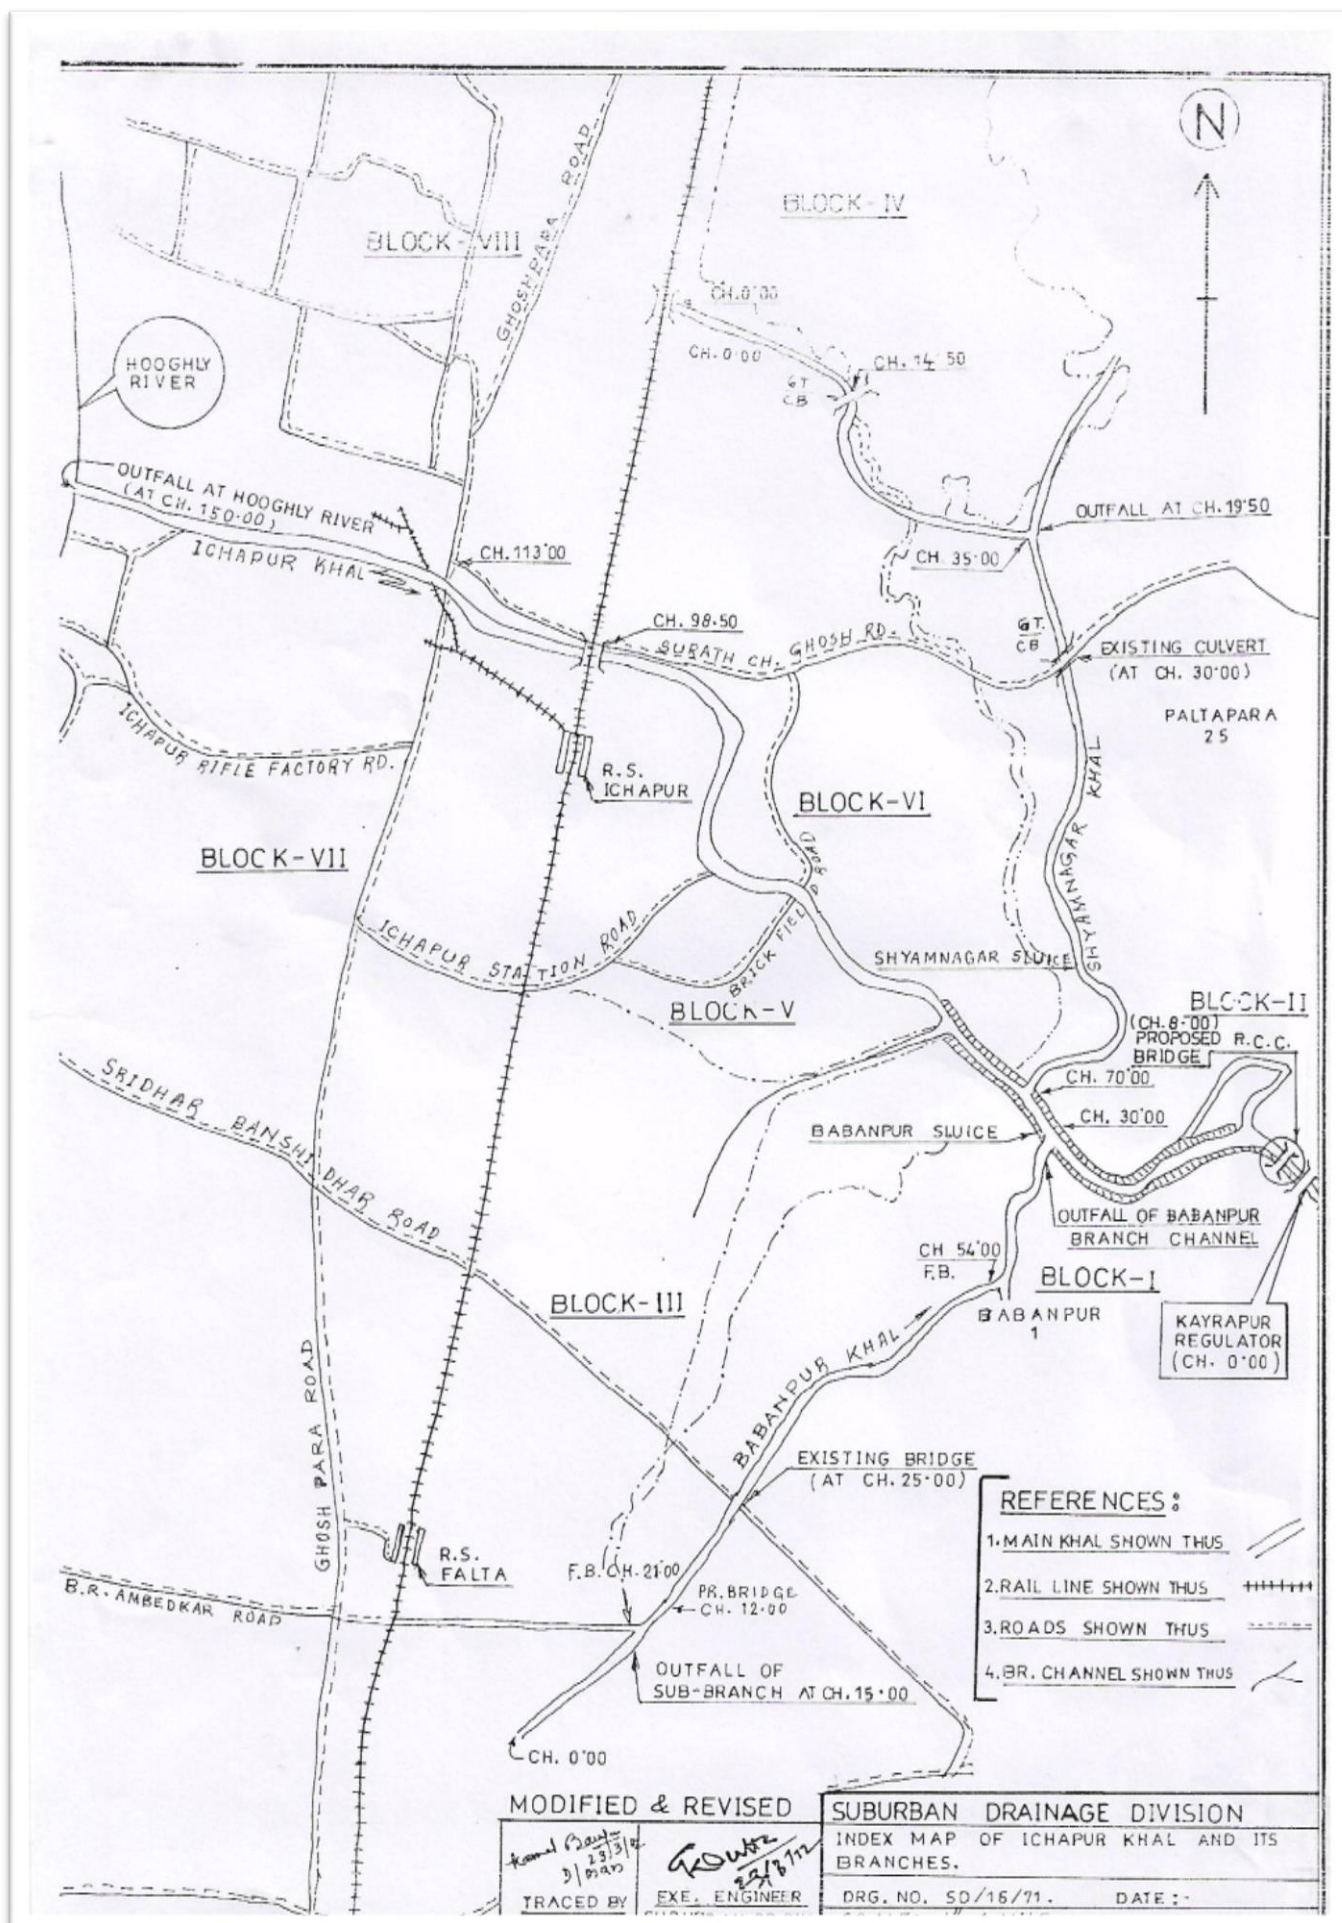 N
BLOCK-IV
BLOCK-VIII
GHOSHPARA ROAD
CH.0'00
CH.0'00
CH. 14'50
GT.
CB
HOOGHLY
RIVER
OUTFALL AT HOOGHLY RIVER
(AT CH. 150·00)
ICHAPUR KHAL
CH. 113'00
OUTFALL AT CH. 19'50
CH. 35'00
CH. 98·50
SURATH CH. GHOSH RD.
GT.
CB
EXISTING CULVERT
(AT CH. 30'00)
PALTAPARA
25
ICHAPUR RIFLE FACTORY RD.
R.S.
ICHAPUR
BLOCK-VI
SHYAMNAGAR KHAL
BLOCK-VII
ICHAPUR STATION ROAD
BRICK FIELD ROAD
SHYAMNAGAR SLUICE
BLOCK-V
BLOCK-II
(CH. 8·00)
PROPOSED R.C.C.
BRIDGE
CH. 70'00
CH. 30'00
BABANPUR SLUICE
SRIDHAR BANSHIDHAR ROAD
OUTFALL OF BABANPUR
BRANCH CHANNEL
CH 54'00
F.B.
BLOCK-I
BLOCK-III
BABANPUR
1
KAYRAPUR
REGULATOR
(CH. 0'00)
BABANPUR KHAL
GHOSH PARA ROAD
EXISTING BRIDGE
(AT CH. 25·00)
REFERENCES:
1. MAIN KHAL SHOWN THUS
2. RAIL LINE SHOWN THUS
3. ROADS SHOWN THUS
4. BR. CHANNEL SHOWN THUS
R.S.
FALTA
F.B. CH. 21'00
PR. BRIDGE
CH. 12·00
B.R. AMBEDKAR ROAD
OUTFALL OF
SUB-BRANCH AT CH. 15·00
CH. 0'00
MODIFIED & REVISED
TRACED BY
EXE. ENGINEER
SUBURBAN DRAINAGE DIVISION
INDEX MAP OF ICHAPUR KHAL AND ITS
BRANCHES.
DRG. NO. SD/16/71. DATE:-